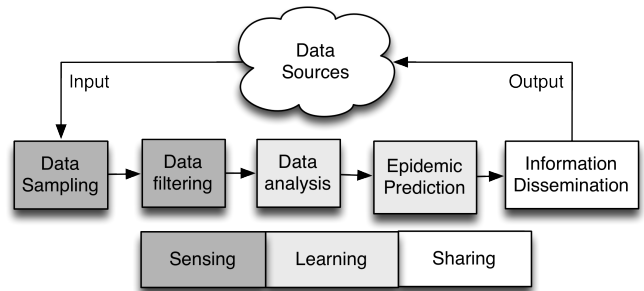 Data
Sources
Input
Output
Data
Sampling
Data
filtering
Data
analysis
Epidemic
Prediction
Information
Dissemination
Sensing
Learning
Sharing